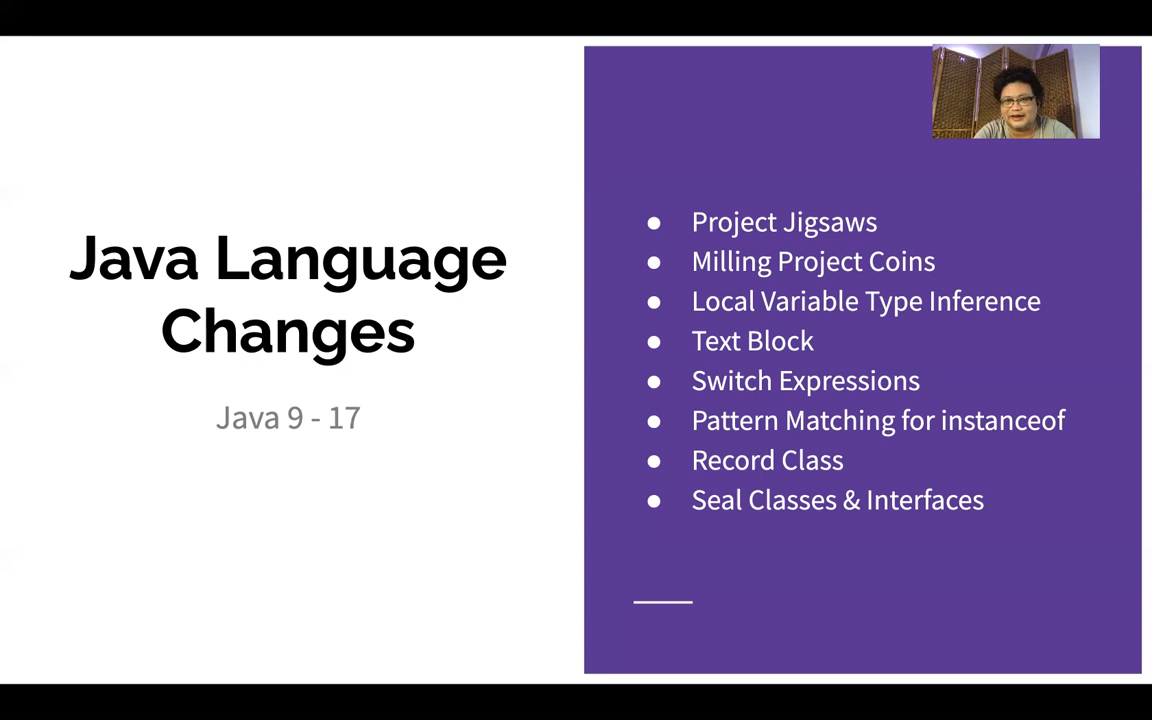 Java Language
Changes
Java 9 - 17
● Project Jigsaws
● Milling Project Coins
● Local Variable Type Inference
● Text Block
● Switch Expressions
● Pattern Matching for instanceof
● Record Class
● Seal Classes & Interfaces